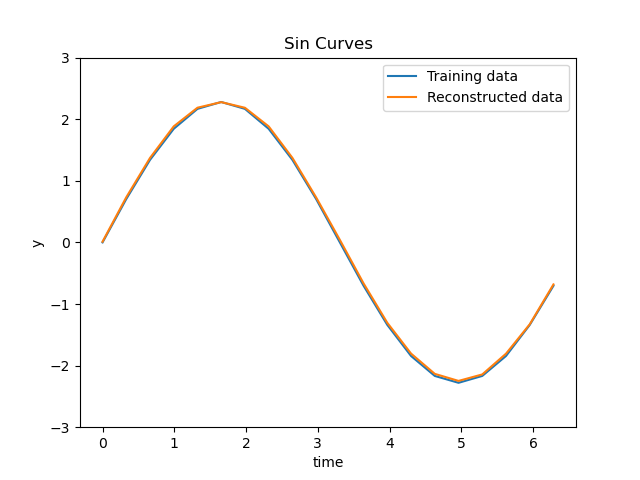 Sin Curves
Training data
Reconstructed data
3
2
1
0
−1
−2
−3
y
0
1
2
3
4
5
6
time